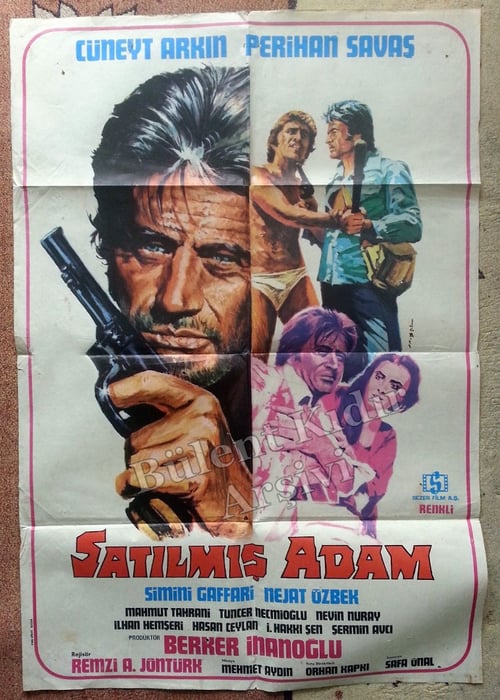 CÜNEYT ARKIN PERİHAN SAVAŞ
Bülent Kıdıl
Arşivi
SEZER FİLM A.Ş.
RENKLİ
SATILMIŞ ADAM
SİMİNİ GAFFARİ NEJAT ÖZBEK
MAHMUT TAHRANİ TUNCER NECMİOĞLU NEVİN NURAY
İLHAN HEMŞERİ HASAN CEYLAN İ. HAKKI ŞEN ŞERMİN AVCI
PRODÜKTÖR BERKER İNANOĞLU
Rejisör
REMZİ A. JÖNTÜRK MEHMET AYDIN ORHAN KAPKI SAFA ÖNAL